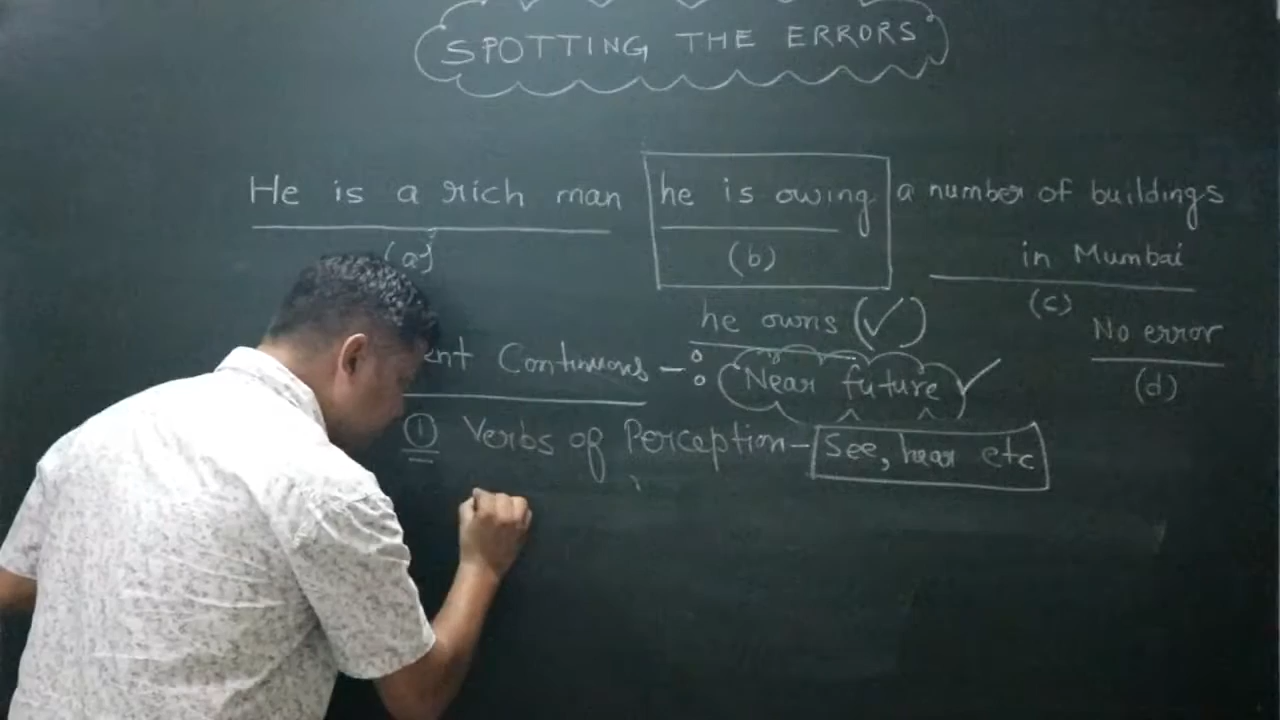 SPOTTING THE ERRORS
He is a rich man he is owing a number of buildings
(a) (b) in Mumbai
(c)
he owns (✓) No error
(d)
ent Continuous - : Near future ✓
① Verbs of Perception - see, hear etc